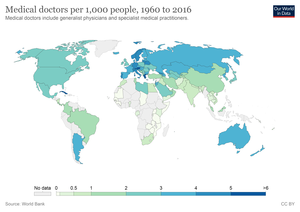 Medical doctors per 1,000 people, 1960 to 2016
Medical doctors include generalist physicians and specialist medical practitioners.
Our World
in Data
No data 0 0.5 1 2 3 4 5 >6
Source: World Bank
CC BY